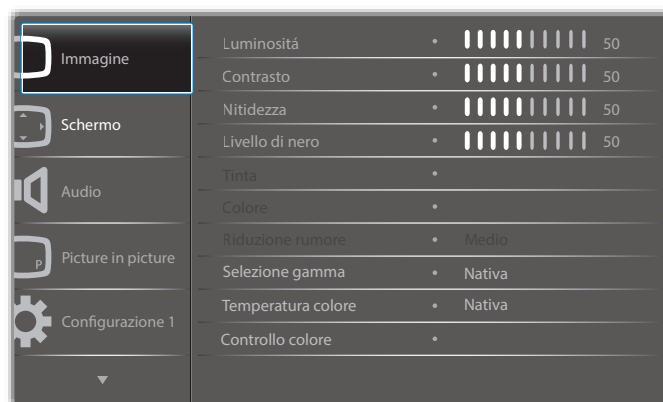 Immagine
Schermo
Audio
P
Picture in picture
Configurazione 1
Luminositá • 50
Contrasto • 50
Nitidezza • 50
Livello di nero • 50
Tinta •
Colore •
Riduzione rumore • Medio
Selezione gamma • Nativa
Temperatura colore • Nativa
Controllo colore •